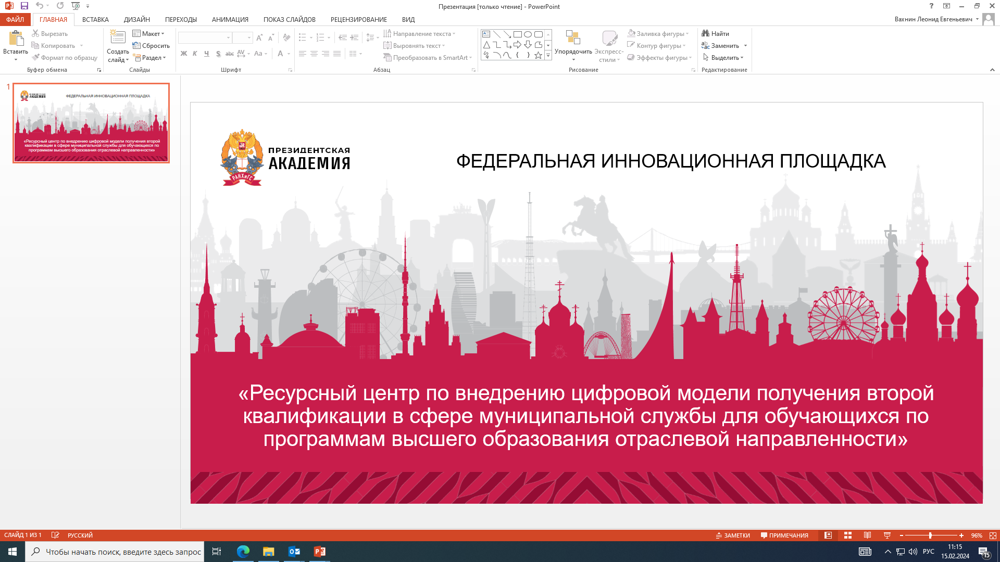 Презентация [только чтение] - PowerPoint
ФАЙЛ ГЛАВНАЯ ВСТАВКА ДИЗАЙН ПЕРЕХОДЫ АНИМАЦИЯ ПОКАЗ СЛАЙДОВ РЕЦЕНЗИРОВАНИЕ ВИД
Вахнин Леонид Евгеньевич
Вставить
Вырезать
Копировать
Формат по образцу
Буфер обмена
Создать слайд
Макет
Сбросить
Раздел
Слайды
Ж К Ч S abc AV Aa A
Шрифт
Направление текста
Выровнять текст
Преобразовать в SmartArt
Абзац
Упорядочить
Экспресс-стили
Заливка фигуры
Контур фигуры
Эффекты фигуры
Рисование
Найти
Заменить
Выделить
Редактирование
1
АКАДЕМИЯ
ФЕДЕРАЛЬНАЯ ИННОВАЦИОННАЯ ПЛОЩАДКА
«Ресурсный центр по внедрению цифровой модели получения второй
квалификации в сфере муниципальной службы для обучающихся по
программам высшего образования отраслевой направленности»
ПРЕЗИДЕНТСКАЯ
АКАДЕМИЯ
РАНХиГС
ФЕДЕРАЛЬНАЯ ИННОВАЦИОННАЯ ПЛОЩАДКА
«Ресурсный центр по внедрению цифровой модели получения второй
квалификации в сфере муниципальной службы для обучающихся по
программам высшего образования отраслевой направленности»
СЛАЙД 1 ИЗ 1 РУССКИЙ
ЗАМЕТКИ ПРИМЕЧАНИЯ 96%
Чтобы начать поиск, введите здесь запрос
РУС
11:15
15.02.2024
15